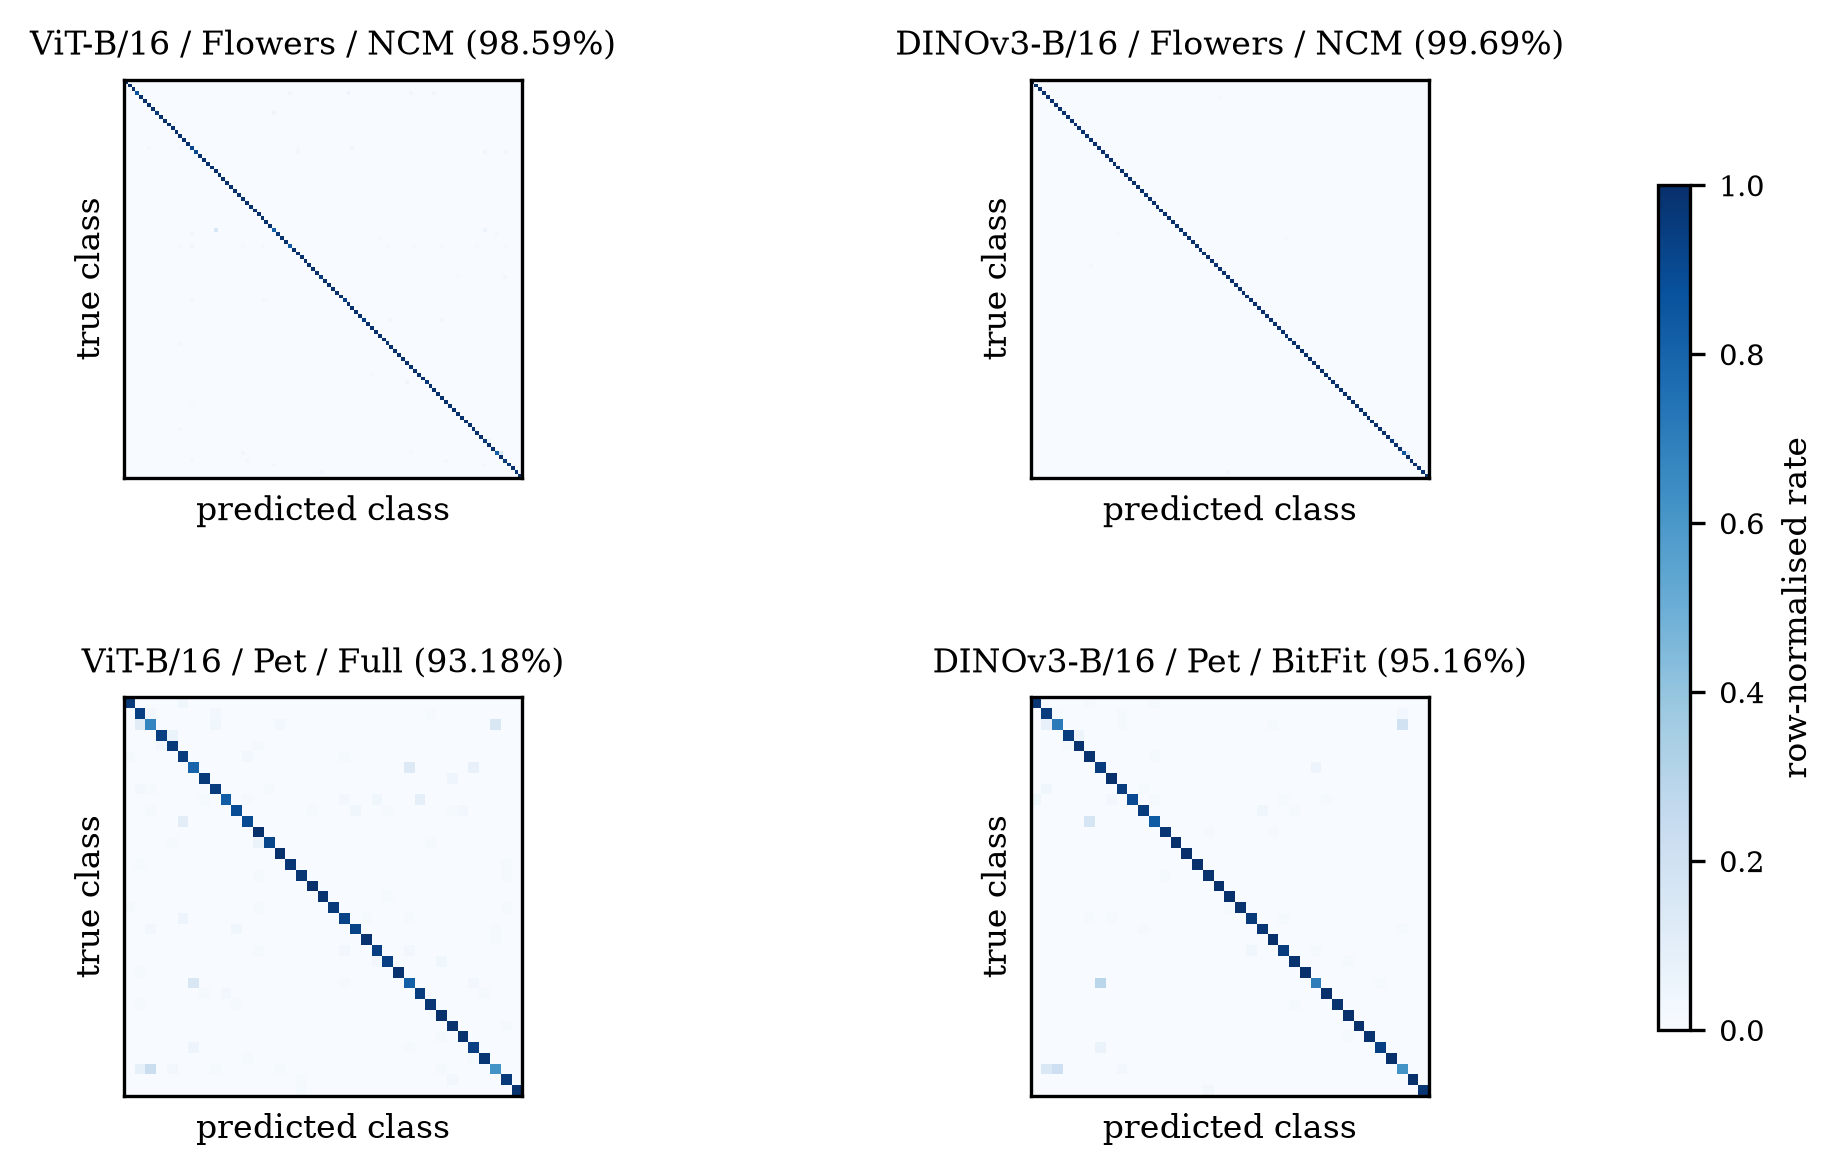 ViT-B/16 / Flowers / NCM (98.59%)
true class
predicted class
DINOv3-B/16 / Flowers / NCM (99.69%)
true class
predicted class
ViT-B/16 / Pet / Full (93.18%)
true class
predicted class
DINOv3-B/16 / Pet / BitFit (95.16%)
true class
predicted class
1.0
0.8
0.6
0.4
0.2
0.0
row-normalised rate